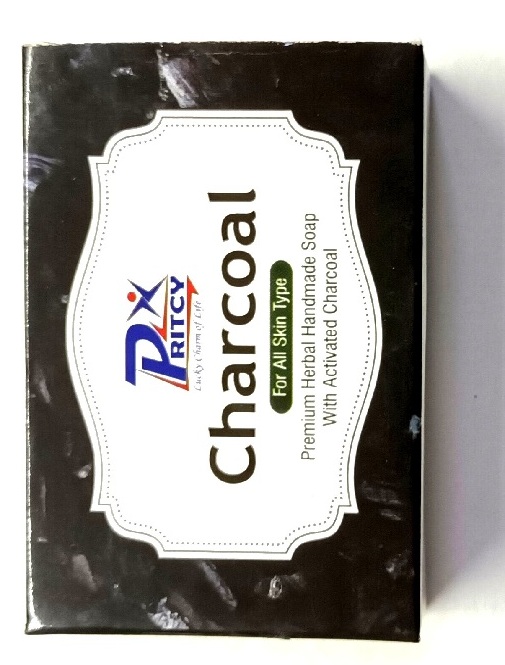 PRITCY
Lucky Charm of Life
Charcoal
For All Skin Type
Premium Herbal Handmade Soap
With Activated Charcoal